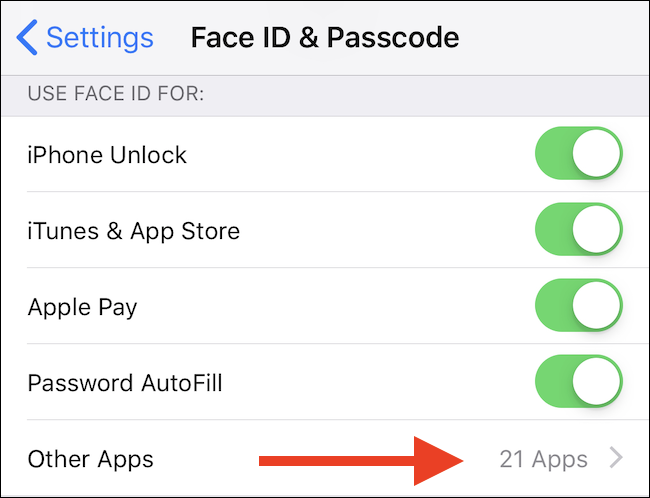 Settings Face ID & Passcode
USE FACE ID FOR:
iPhone Unlock
iTunes & App Store
Apple Pay
Password AutoFill
Other Apps 21 Apps